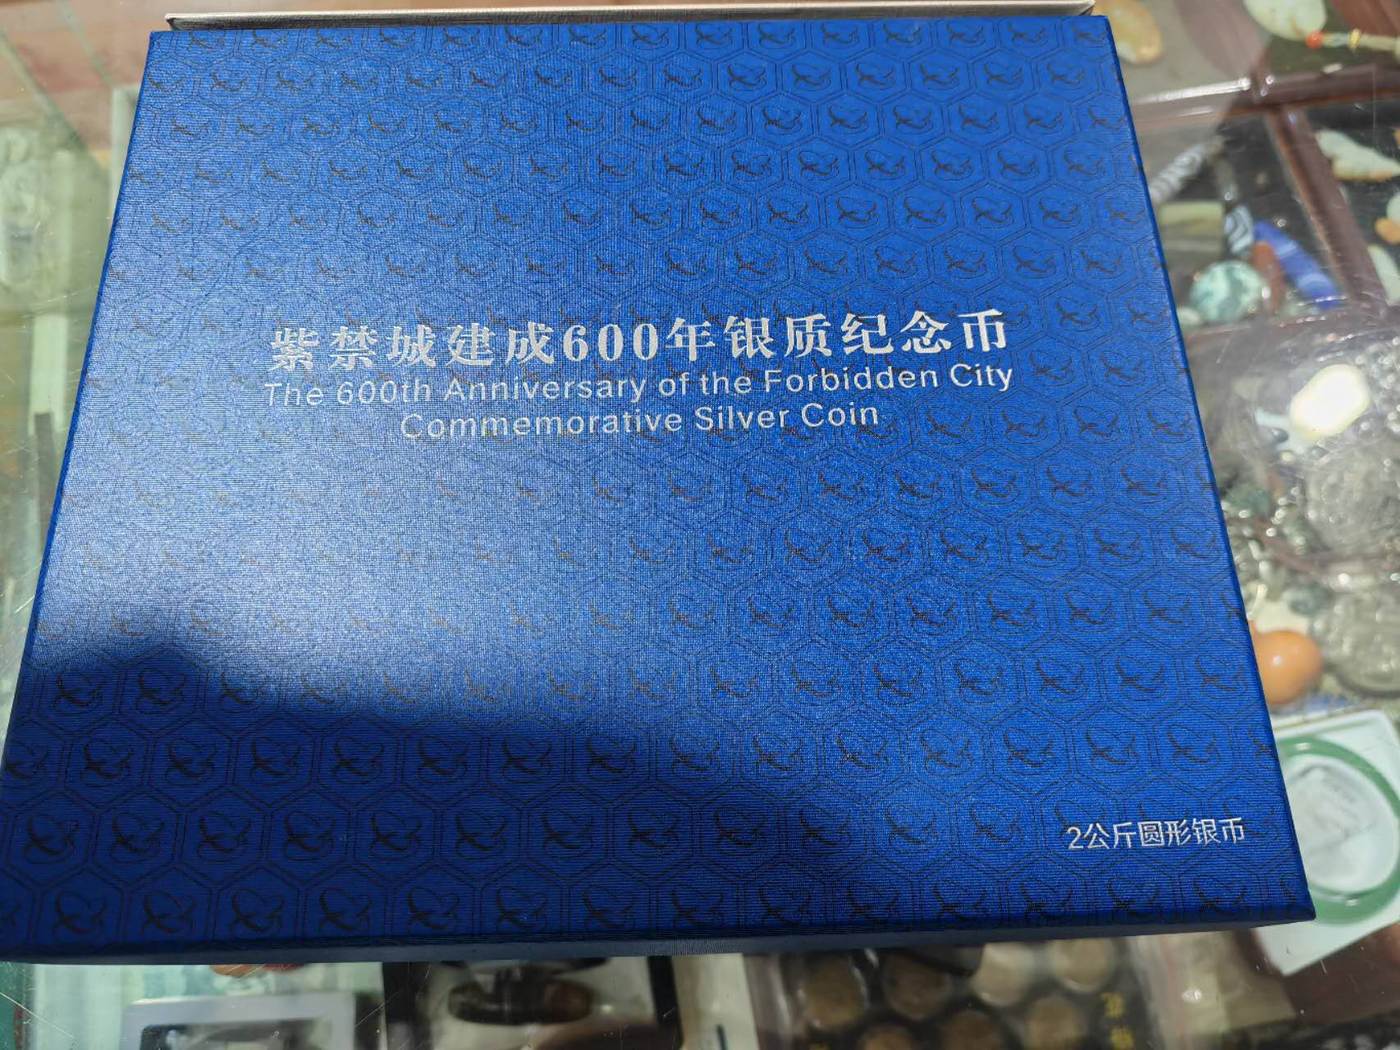 紫禁城建成600年银质纪念币
The 600th Anniversary of the Forbidden City
Commemorative Silver Coin
2公斤圆形银币